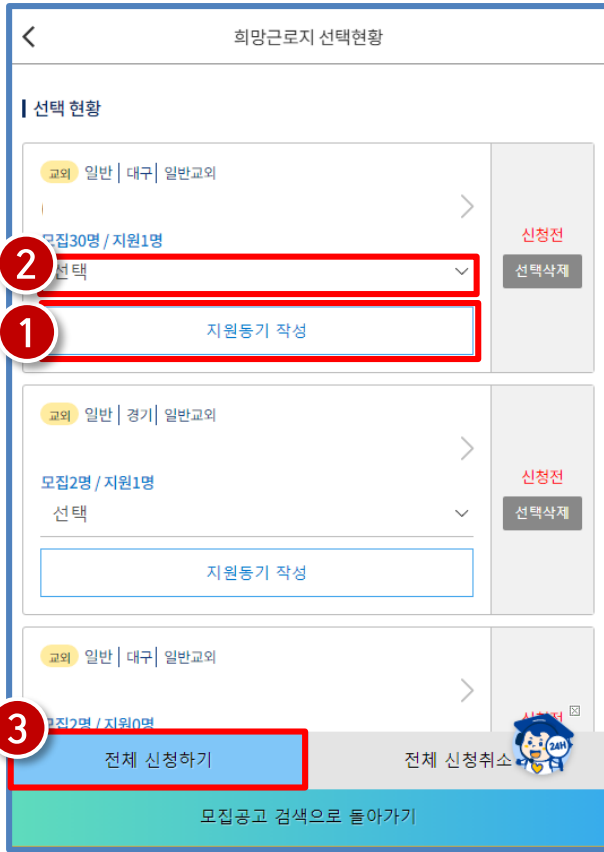 희망근로지 선택현황
선택 현황
교외 일반 | 대구 | 일반교외
모집30명 / 지원1명
신청전
2
선택
선택삭제
1
지원동기 작성
교외 일반 | 경기 | 일반교외
모집2명 / 지원1명
신청전
선택
선택삭제
지원동기 작성
교외 일반 | 대구 | 일반교외
모집2명 / 지원0명
신청전
3
24H
전체 신청하기
전체 신청취소
모집공고 검색으로 돌아가기